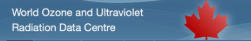 World Ozone and Ultraviolet
Radiation Data Centre